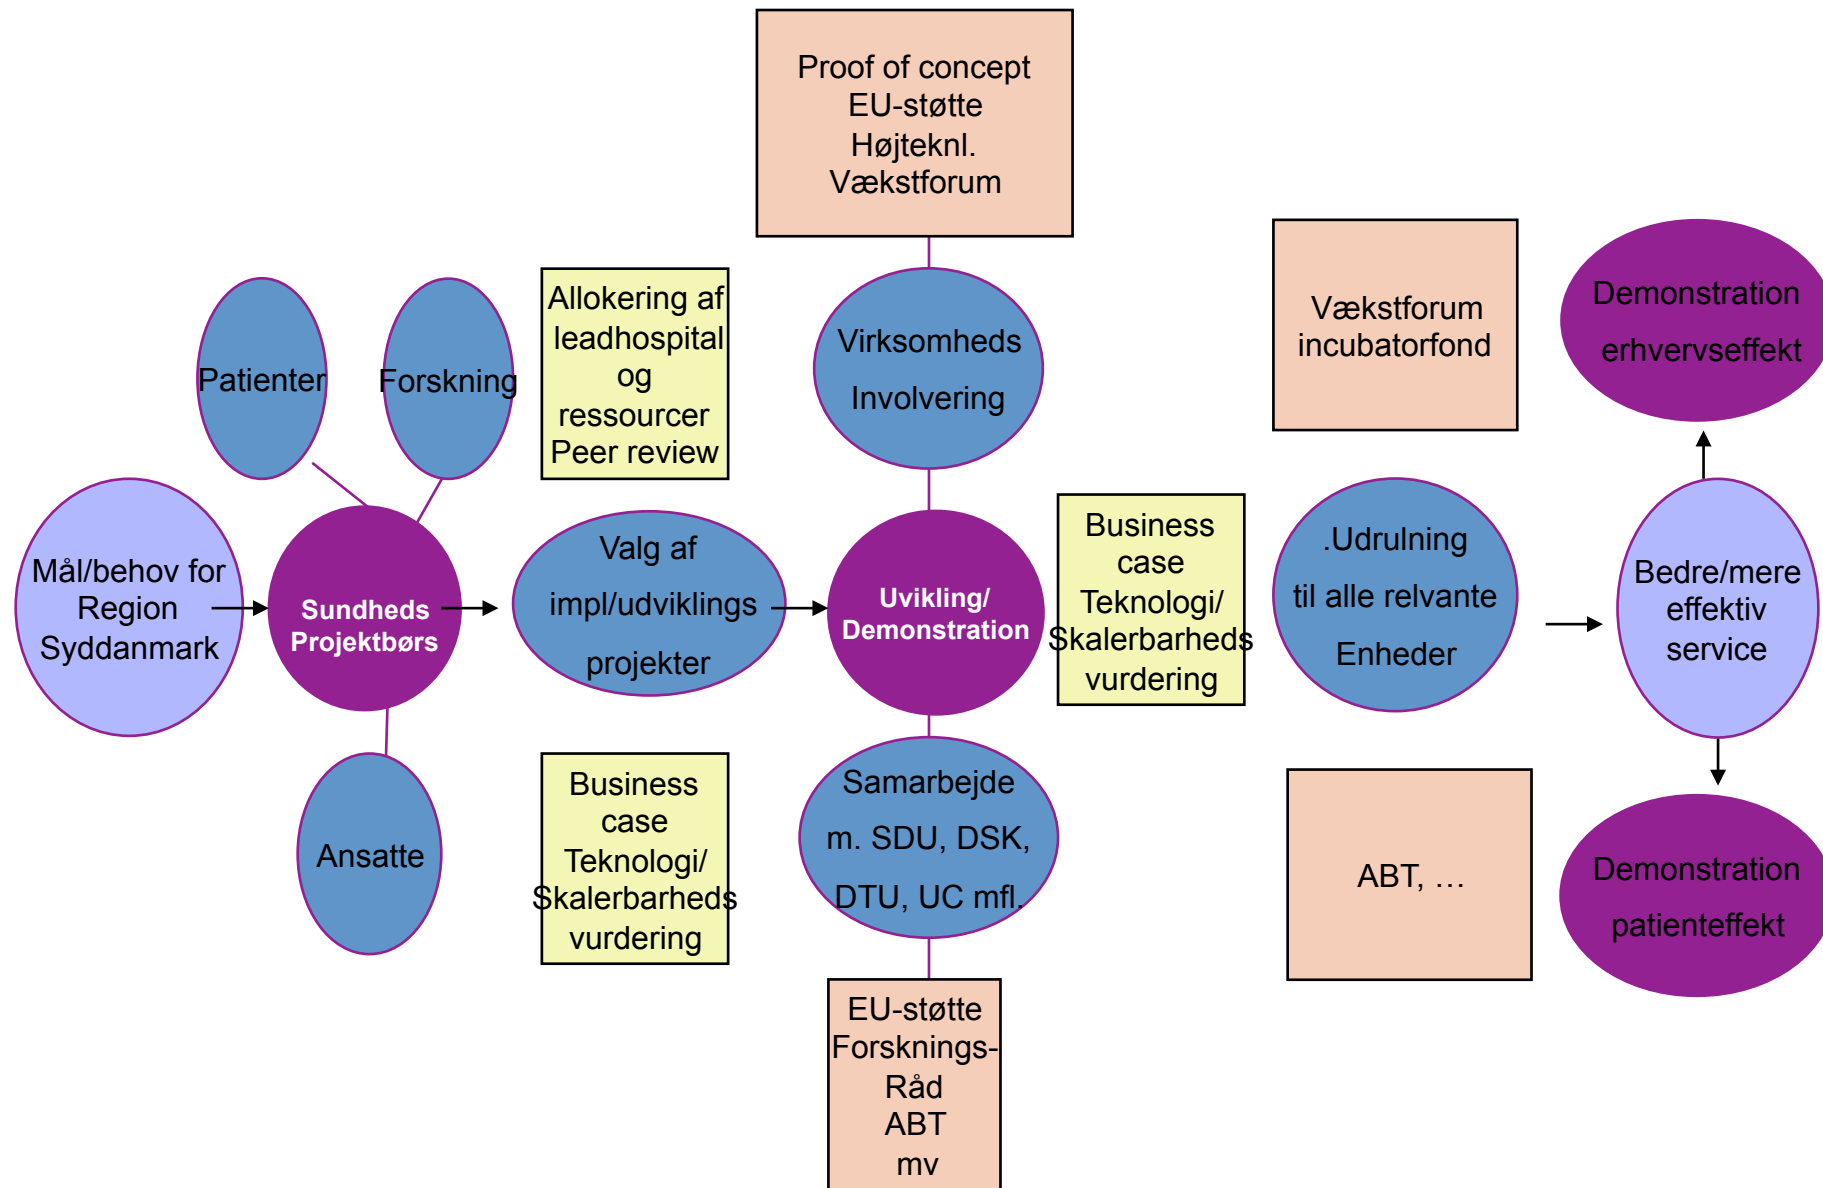 Proof of concept
EU-støtte
Højteknl.
Vækstforum
Patienter
Forskning
Allokering af
leadhospital
og
ressourcer
Peer review
Virksomheds
Involvering
Vækstforum
incubatorfond
Demonstration
erhvervseffekt
Mål/behov for
Region
Syddanmark
Sundheds
Projektbørs
Valg af
impl/udviklings
projekter
Uvikling/
Demonstration
Business
case
Teknologi/
Skalerbarheds
vurdering
.Udrulning
til alle relvante
Enheder
Bedre/mere
effektiv
service
Ansatte
Business
case
Teknologi/
Skalerbarheds
vurdering
Samarbejde
m. SDU, DSK,
DTU, UC mfl.
ABT, …
Demonstration
patienteffekt
EU-støtte
Forsknings-
Råd
ABT
mv